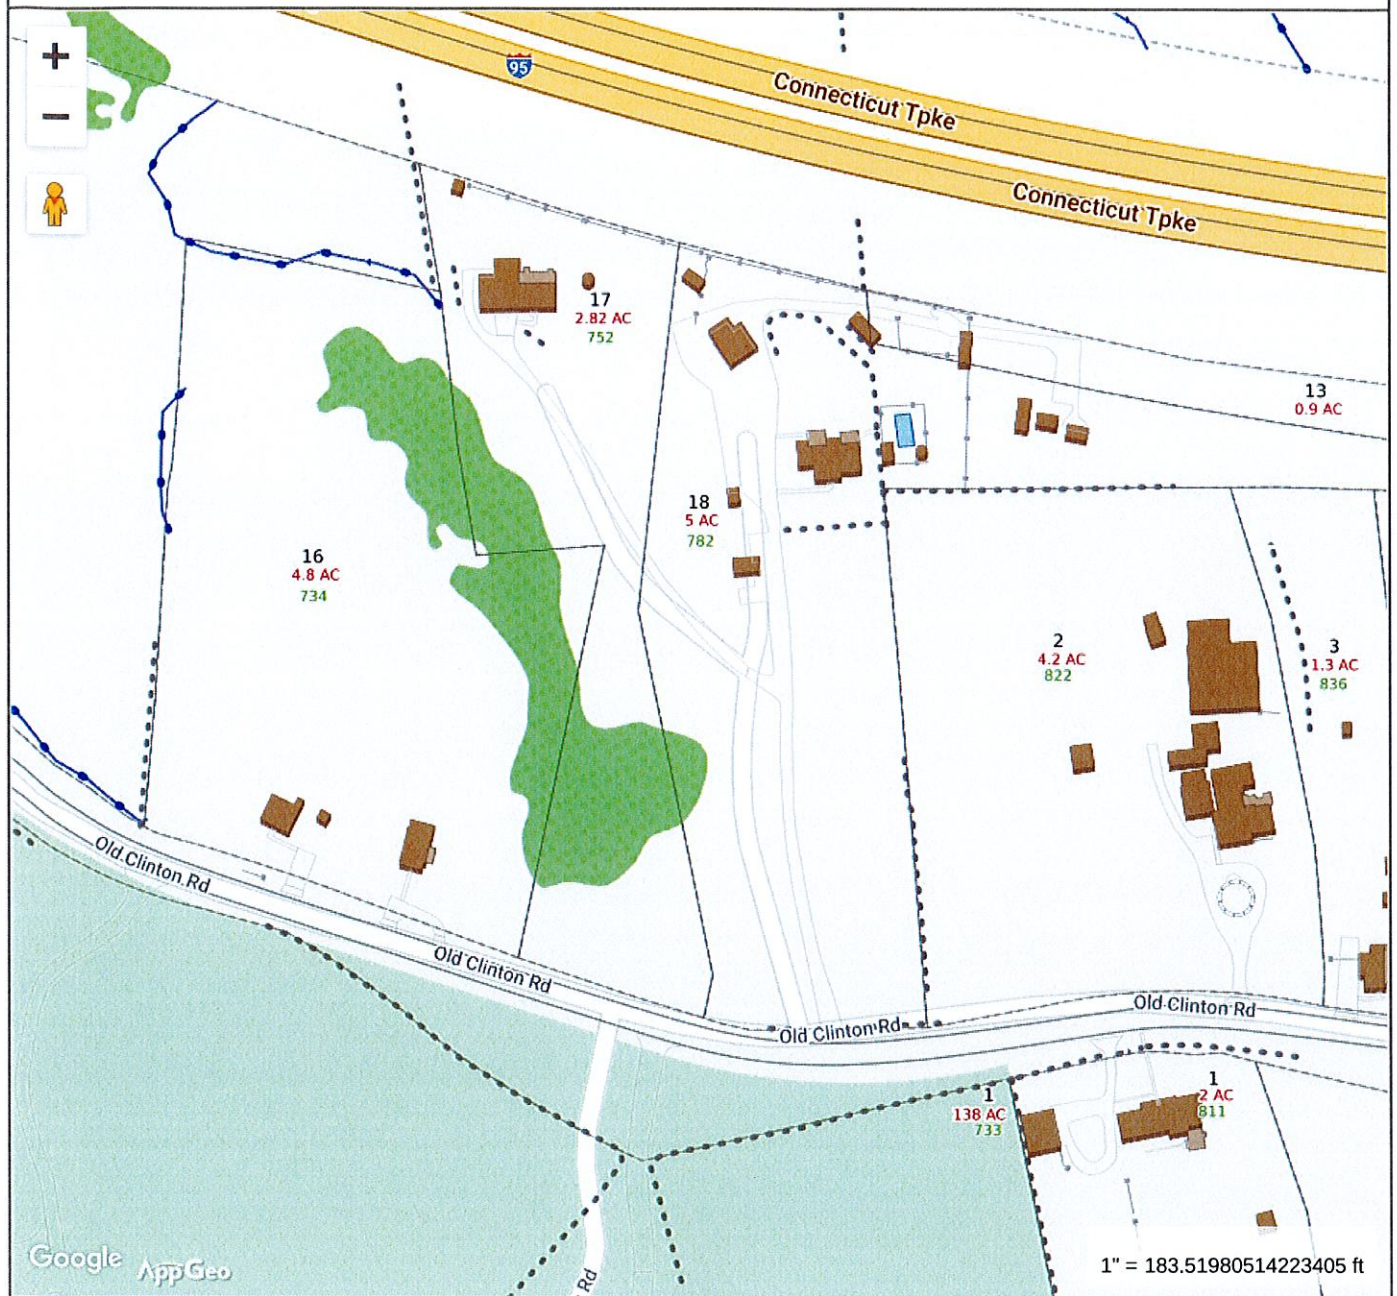 +
−
95
Connecticut Tpke
Connecticut Tpke
17
2.82 AC
752
13
0.9 AC
18
5 AC
782
16
4.8 AC
734
2
4.2 AC
822
3
1.3 AC
836
Old Clinton Rd
Old Clinton Rd
Old Clinton Rd
Old Clinton Rd
1
138 AC
733
1
2 AC
811
Rd
Google AppGeo
1" = 183.51980514223405 ft